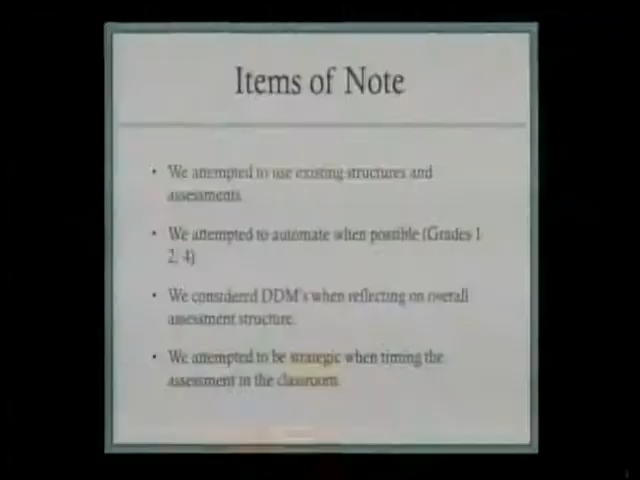 Items of Note
• We attempted to use existing structures and
assessments.
• We attempted to automate when possible (Grades 1
2, 4)
• We considered DDM's when reflecting on overall
assessment structure.
• We attempted to be strategic when timing the
assessment in the classroom.